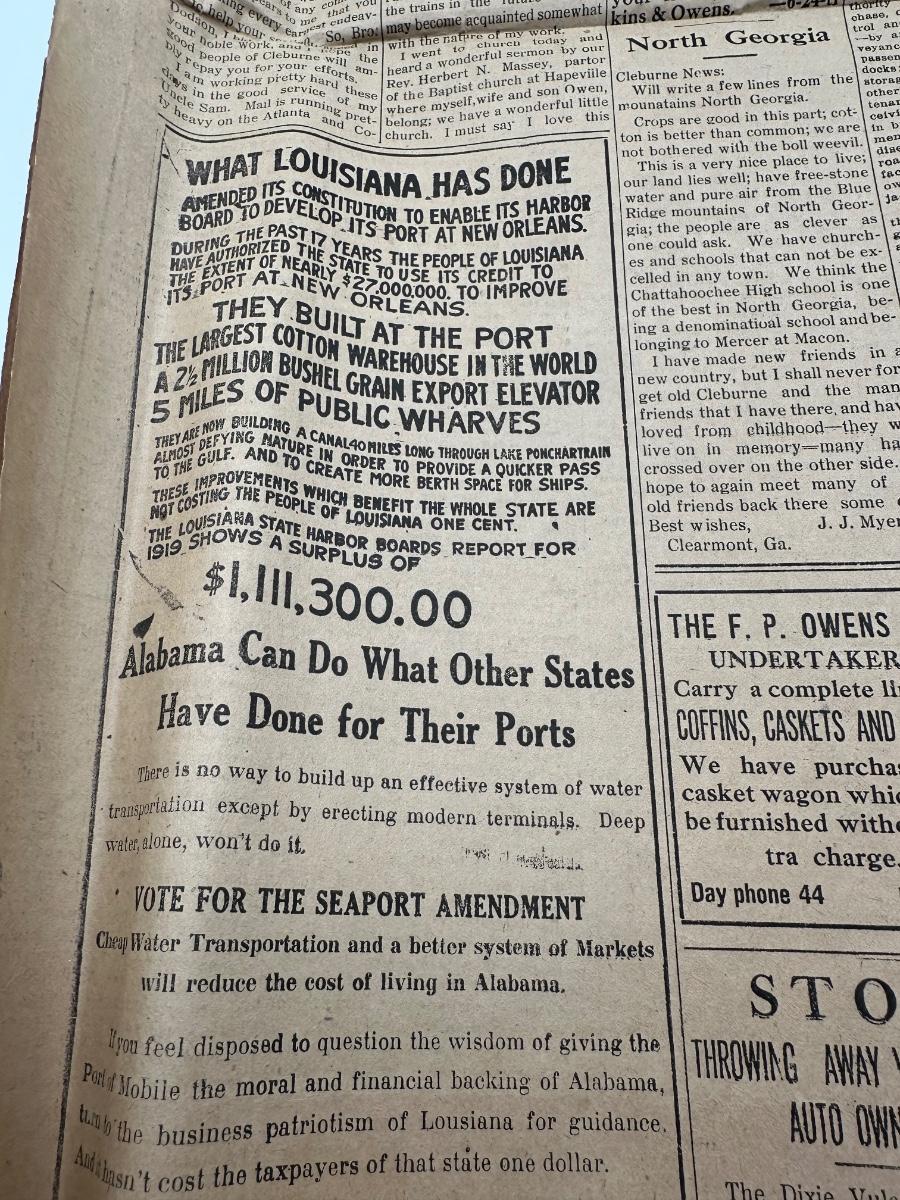 ing every
help your
Dodson, I
your noble work, and hope in
good people of Cleburne will am-
ply repay you for your efforts.
I am working pretty hard these
days in the good service of my
Uncle Sam. Mail is running pret-
ty heavy on the Atlanta and Co-
years to me that you
of any
earnest endeav-
So, Bro.
the trains in the
may become acquainted somewhat
with the nature of my work.
I went to church today and
heard a wonderful sermon by our
Rev. Herbert N. Massey, partor
of the Baptist church at Hapeville
where myself, wife and son Owen,
belong; we have a wonderful little
church. I must say I love this
WHAT LOUISIANA HAS DONE
AMENDED ITS CONSTITUTION TO ENABLE ITS HARBOR
BOARD TO DEVELOP ITS PORT AT NEW ORLEANS.
DURING THE PAST 17 YEARS THE PEOPLE OF LOUISIANA
HAVE AUTHORIZED THE STATE TO USE ITS CREDIT TO
THE EXTENT OF NEARLY $27,000,000. TO IMPROVE
ITS PORT AT NEW ORLEANS.
THEY BUILT AT THE PORT
THE LARGEST COTTON WAREHOUSE IN THE WORLD
A 2½ MILLION BUSHEL GRAIN EXPORT ELEVATOR
5 MILES OF PUBLIC WHARVES
THEY ARE NOW BUILDING A CANAL 40 MILES LONG THROUGH LAKE PONCHARTRAIN
ALMOST DEFYING NATURE IN ORDER TO PROVIDE A QUICKER PASS
TO THE GULF. AND TO CREATE MORE BERTH SPACE FOR SHIPS.
THESE IMPROVEMENTS WHICH BENEFIT THE WHOLE STATE ARE
NOT COSTING THE PEOPLE OF LOUISIANA ONE CENT.
THE LOUISIANA STATE HARBOR BOARDS REPORT FOR
1919 SHOWS A SURPLUS OF
$1,111,300.00
Alabama Can Do What Other States
Have Done for Their Ports
There is no way to build up an effective system of water
transportation except by erecting modern terminals. Deep
water, alone, won't do it.
VOTE FOR THE SEAPORT AMENDMENT
Cheap Water Transportation and a better system of Markets
will reduce the cost of living in Alabama.
If you feel disposed to question the wisdom of giving the
Port of Mobile the moral and financial backing of Alabama,
turn to the business patriotism of Lousiana for guidance.
And it hasn't cost the taxpayers of that state one dollar.
kins & Owens. —6-24-
North Georgia
Cleburne News:
Will write a few lines from the
mounatains North Georgia.
Crops are good in this part; cot-
ton is better than common; we are
not bothered with the boll weevil.
This is a very nice place to live;
our land lies well; have free-stone
water and pure air from the Blue
Ridge mountains of North Geor-
gia; the people are as clever as
one could ask. We have church-
es and schools that can not be ex-
celled in any town. We think the
Chattahoochee High school is one
of the best in North Georgia, be-
ing a denominatioal school and be-
longing to Mercer at Macon.
I have made new friends in a
new country, but I shall never for
get old Cleburne and the man
friends that I have there, and hav
loved from childhood—they w
live on in memory—many ha
crossed over on the other side.
hope to again meet many of
old friends back there some
Best wishes, J. J. Myer
Clearmont, Ga.
THE F. P. OWENS
UNDERTAKER
Carry a complete li
COFFINS, CASKETS AND
We have purcha
casket wagon whic
be furnished witho
tra charge.
Day phone 44
STO
THROWING AWAY
AUTO OWN
The Dixie Vulc